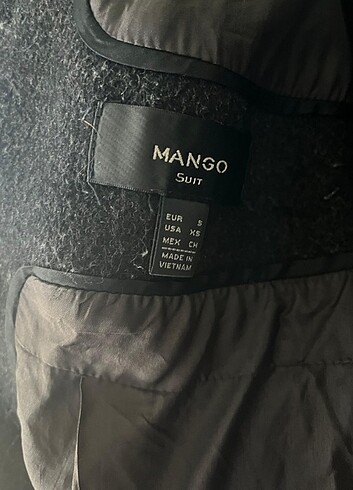 MANGO
SUIT
EUR S
USA XS
MEX CH
MADE IN
VIETNAM